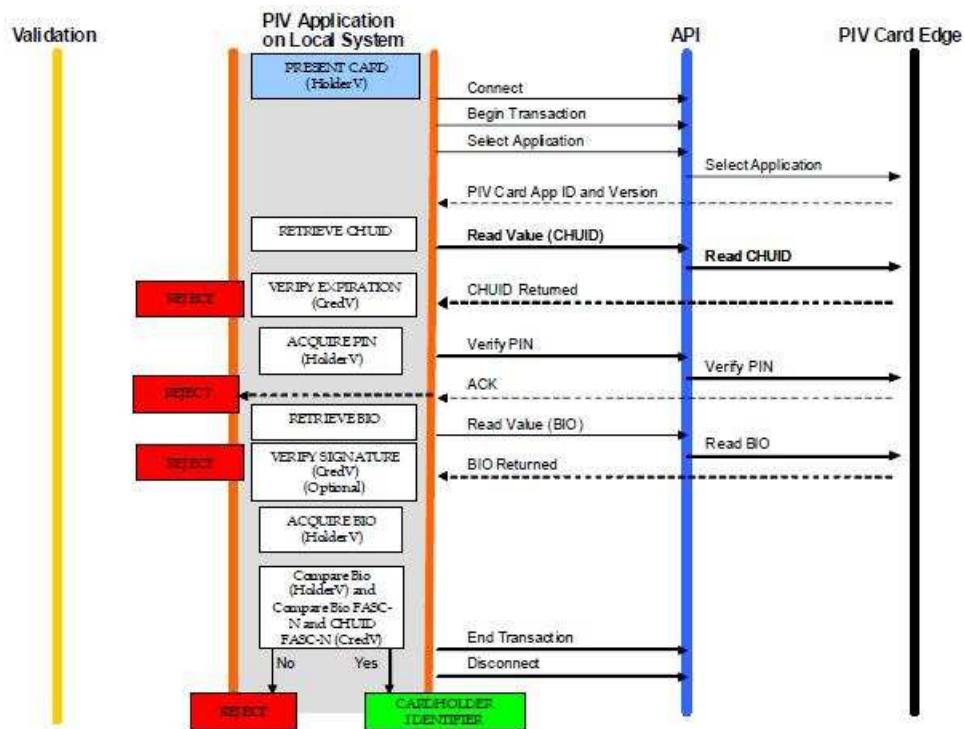 PIV Application
on Local System
Validation
API
PIV Card Edge
PRESENT CARD
(HolderV)
Connect
Begin Transaction
Select Application
Select Application
PIV Card App ID and Version
RETRIEVE CHUID
Read Value (CHUID)
Read CHUID
REJECT
VERIFY EXPIRATION
(CredV)
CHUID Returned
ACQUIRE PIN
(HolderV)
Verify PIN
Verify PIN
REJECT
ACK
RETRIEVE BIO
Read Value (BIO)
Read BIO
REJECT
VERIFY SIGNATURE
(CredV)
(Optional)
BIO Returned
ACQUIRE BIO
(HolderV)
Compare Bio
(HolderV) and
Compare Bio FASC-
N and CHUID
FASC-N (CredV)
End Transaction
No
Yes
Disconnect
REJECT
CARDHOLDER
IDENTIFIER